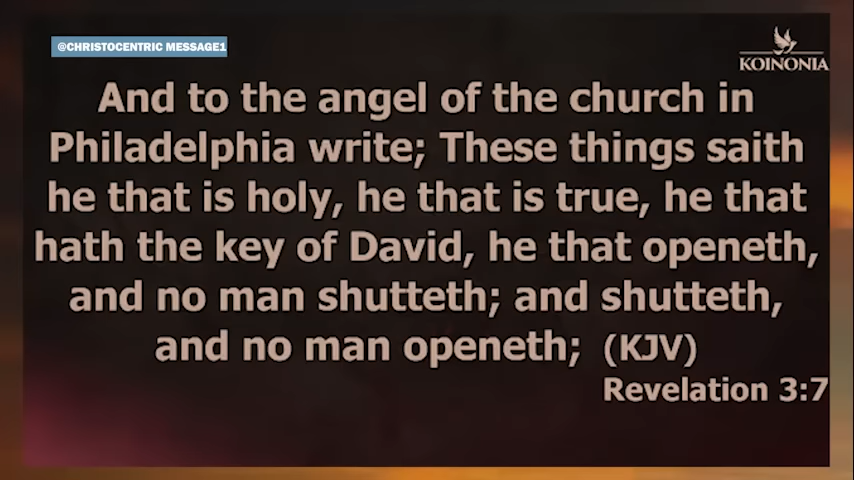 @CHRISTOCENTRIC MESSAGE1
KOINONIA
And to the angel of the church in
Philadelphia write; These things saith
he that is holy, he that is true, he that
hath the key of David, he that openeth,
and no man shutteth; and shutteth,
and no man openeth; (KJV)
Revelation 3:7